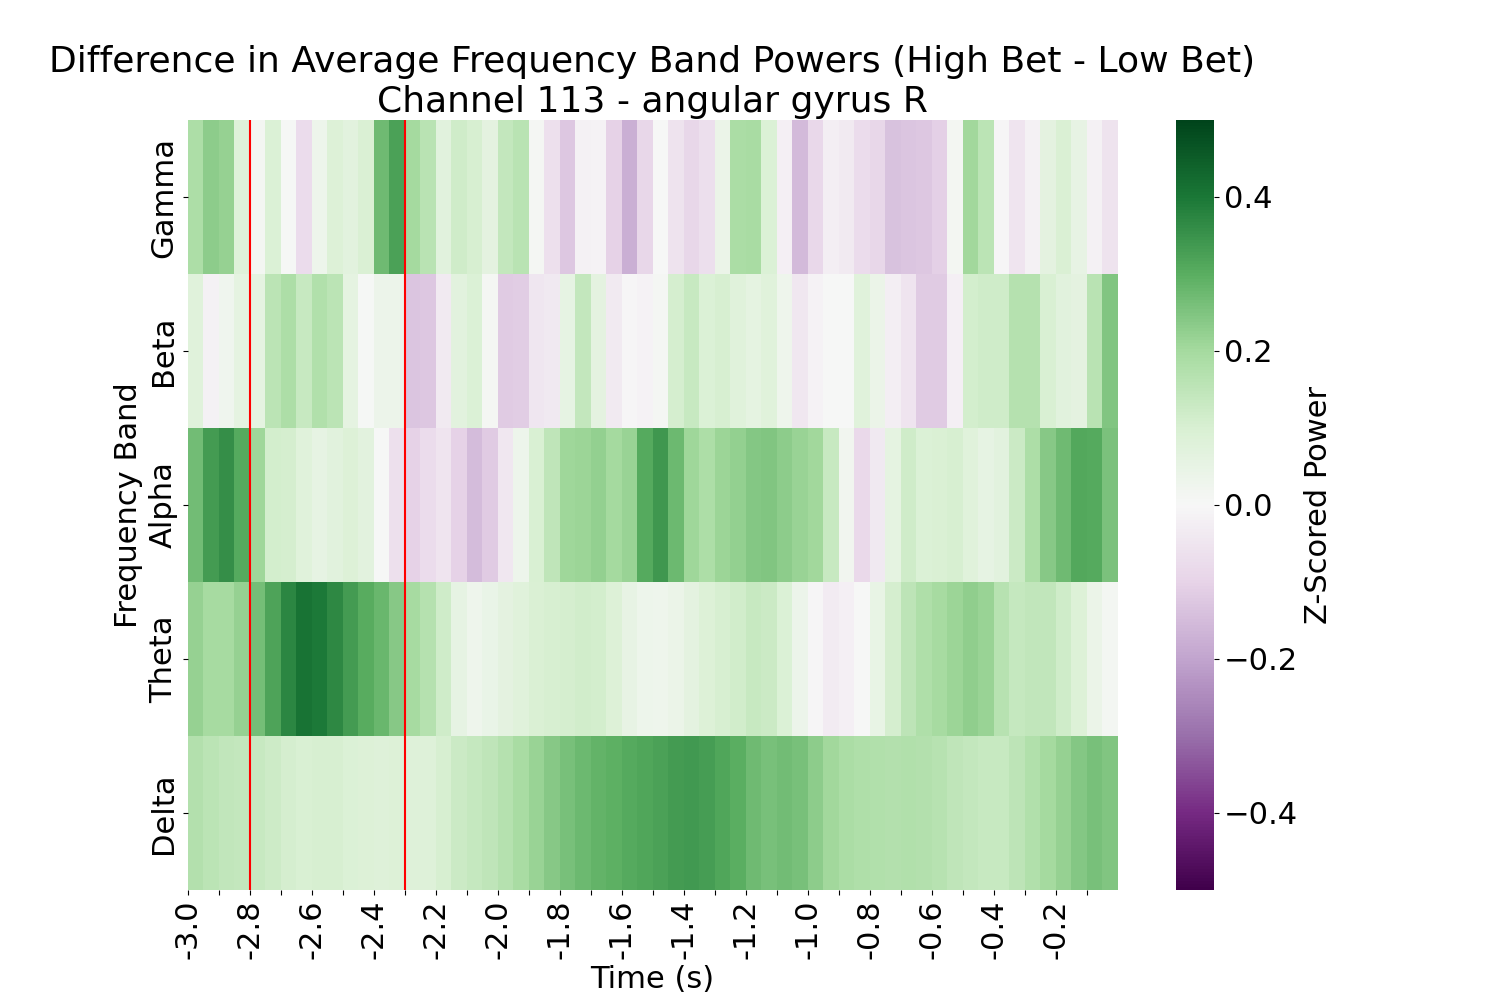 Difference in Average Frequency Band Powers (High Bet - Low Bet)
Channel 113 - angular gyrus R
Frequency Band
Gamma
Beta
Alpha
Theta
Delta
-3.0
-2.8
-2.6
-2.4
-2.2
-2.0
-1.8
-1.6
-1.4
-1.2
-1.0
-0.8
-0.6
-0.4
-0.2
Time (s)
0.4
0.2
0.0
−0.2
−0.4
Z-Scored Power